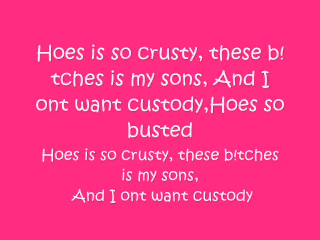 Hoes is so crusty, these b!
tches is my sons, And I
ont want custody,Hoes so
busted
Hoes is so crusty, these b!tches
is my sons,
And I ont want custody